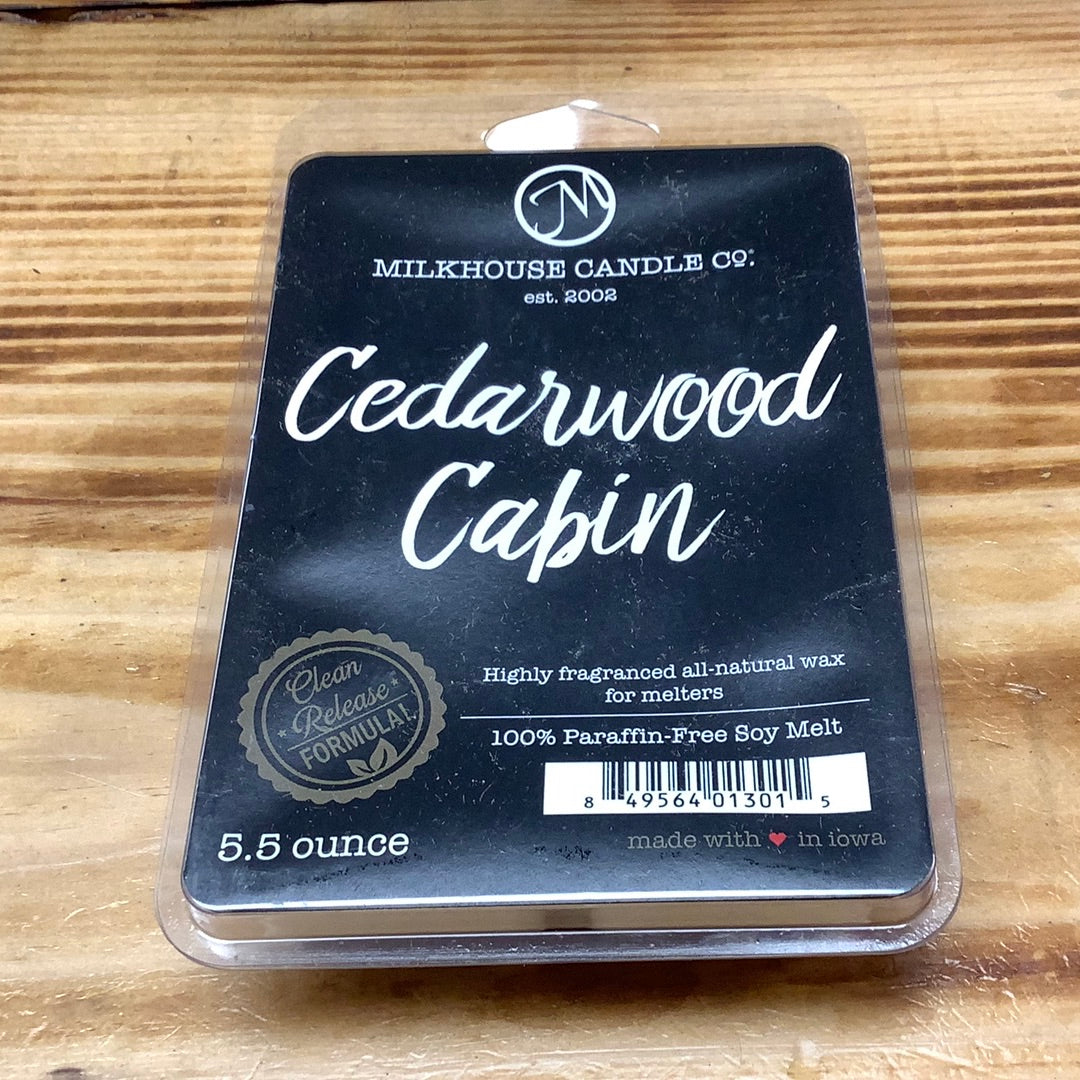 JM
MILKHOUSE CANDLE Co.
est. 2002
Cedarwood
Cabin
Clean
Release
FORMULA!
Highly fragranced all-natural wax
for melters
100% Paraffin-Free Soy Melt
8 49564 01301 5
5.5 ounce
made with ❤ in iowa